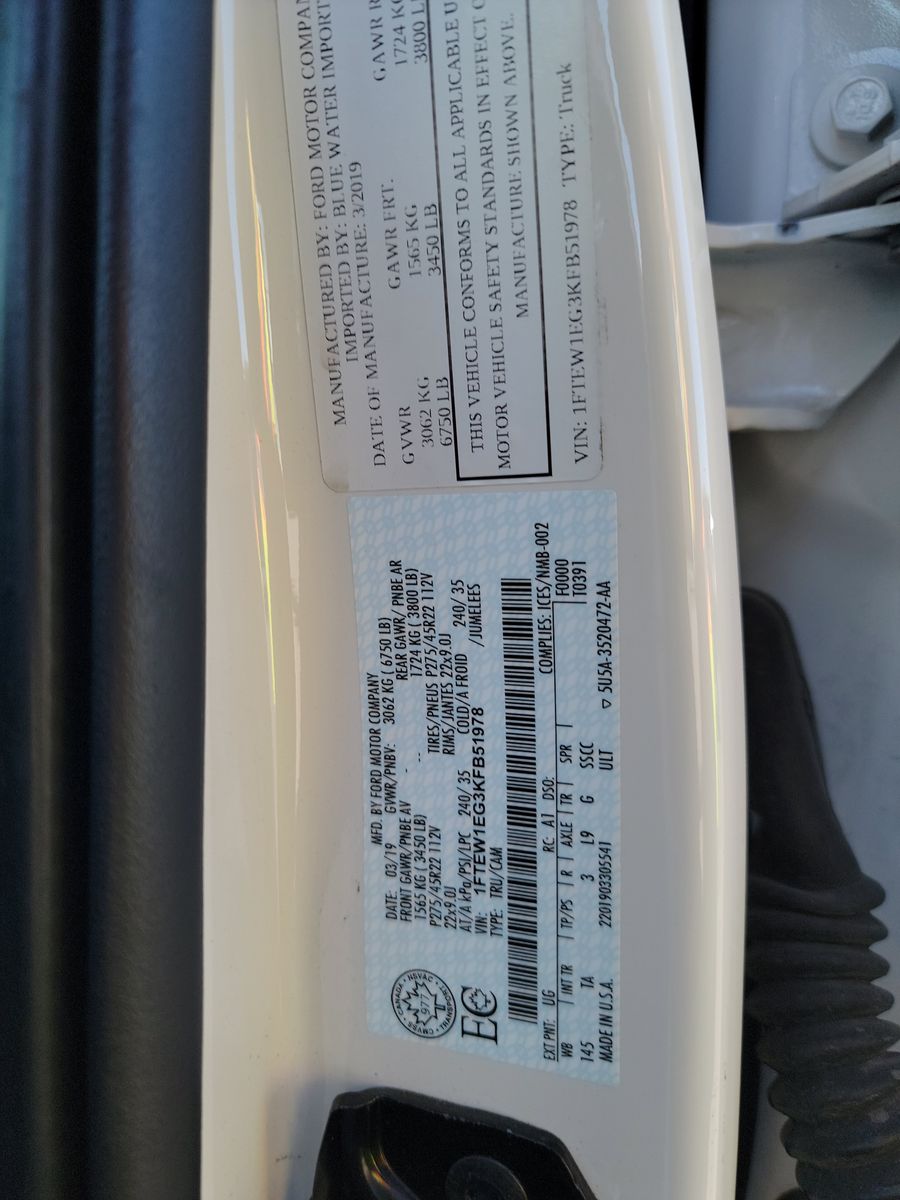 MANUFACTURED BY: FORD MOTOR COMPAN
IMPORTED BY: BLUE WATER IMPORT
DATE OF MANUFACTURE: 3/2019
GVWR GAWR FRT. GAWR R
3062 KG 1565 KG 1724 KG
6750 LB 3450 LB 3800 L
THIS VEHICLE CONFORMS TO ALL APPLICABLE U
MOTOR VEHICLE SAFETY STANDARDS IN EFFECT O
MANUFACTURE SHOWN ABOVE.
VIN: 1FTEW1EG3KFB51978 TYPE: Truck
MFD. BY FORD MOTOR COMPANY
DATE: 03/19 GVWR/PNBV: 3062 KG ( 6750 LB)
FRONT GAWR/PNBE AV - REAR GAWR/ PNBE AR
1565 KG ( 3450 LB) -- 1724 KG ( 3800 LB)
P275/45R22 112V TIRES/PNEUS P275/45R22 112V
22x9.0J RIMS/JANTES 22x9.0J
AT/A kPa/PSI/LPC 240/ 35 COLD/A FROID 240/ 35
VIN: 1FTEW1EG3KFB51978 /JUMELEES
TYPE: TRU/CAM
CANADA · NSVAC · TRANSPORT · CMVSS
977
EC
COMPLIES: ICES/NMB-002
EXT PNT: UG RC: A1 DSO: F0000
WB INT TR TP/PS R AXLE TR SPR T0391
145 TA 3 L9 G SSCC
MADE IN U.S.A. 2201903305541 ULT ▽ 5U5A-3520472-AA